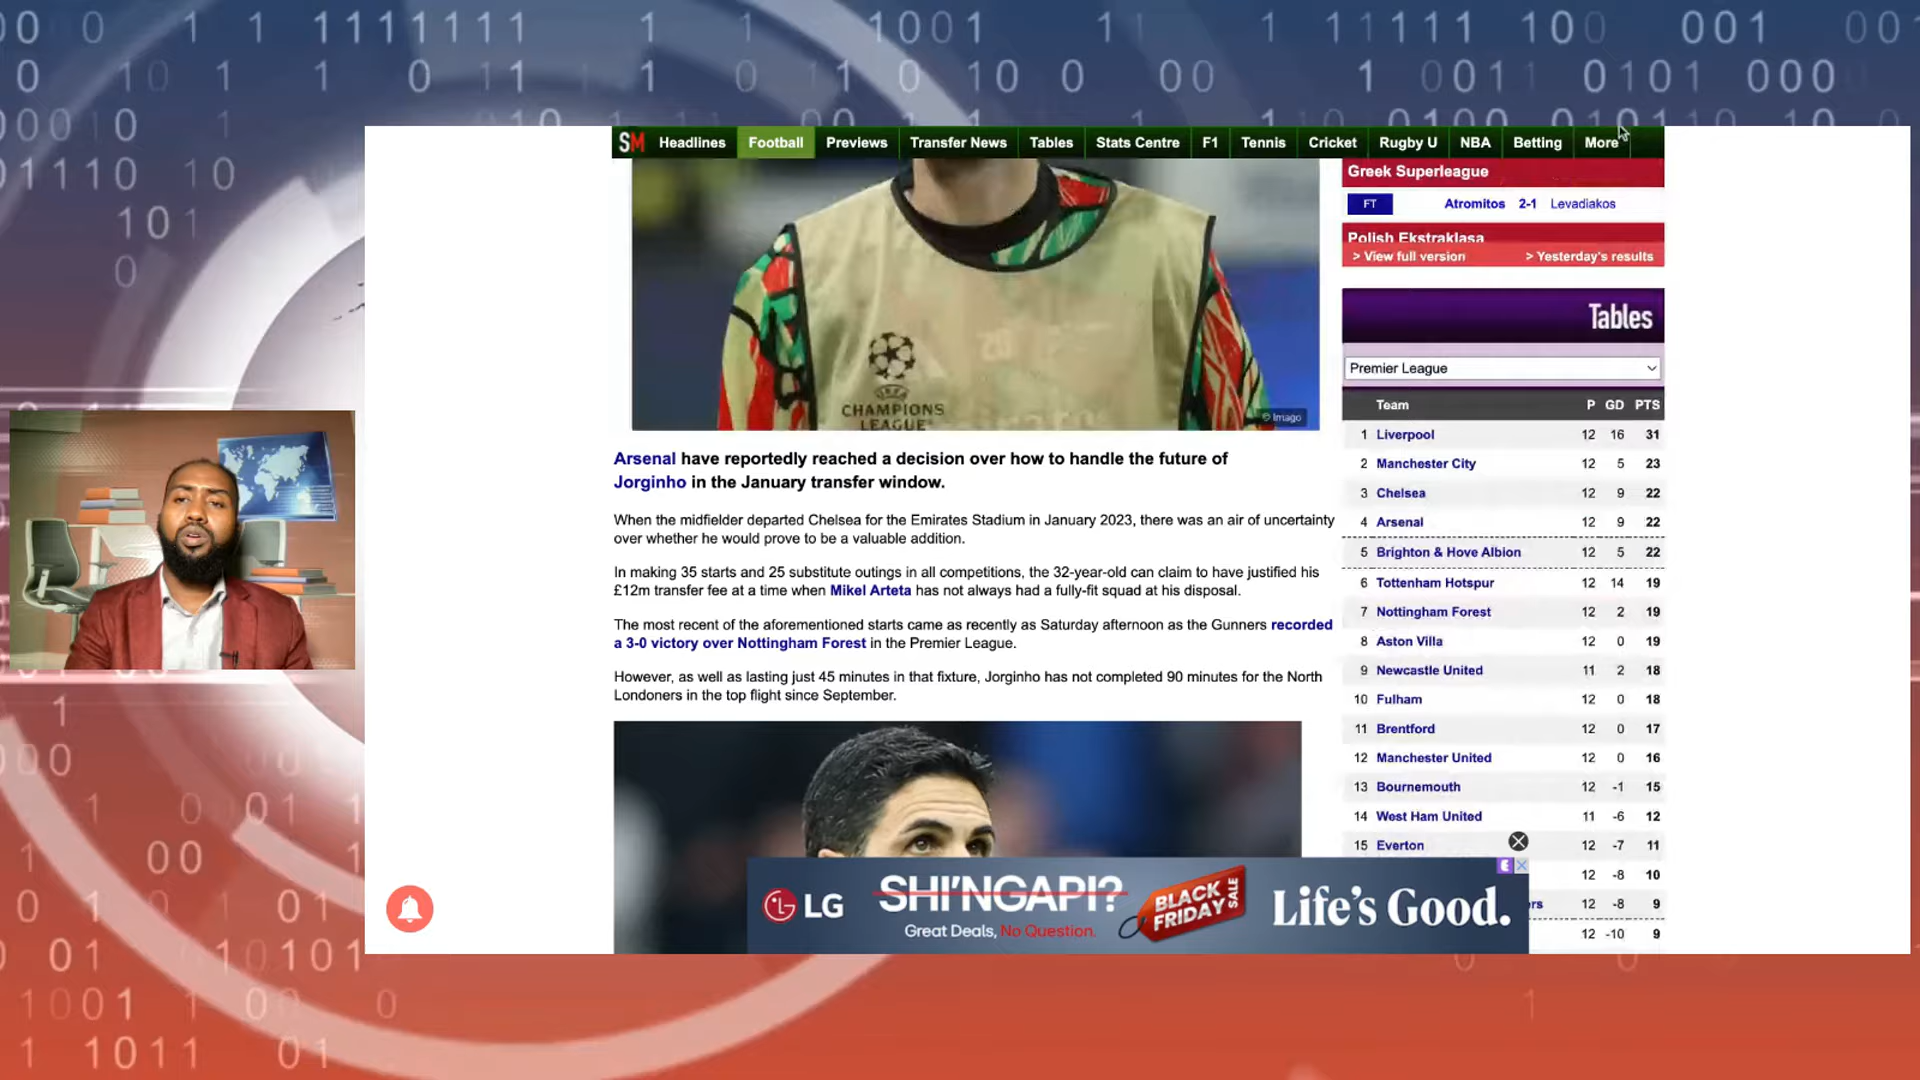 SM Headlines Football Previews Transfer News Tables Stats Centre F1 Tennis Cricket Rugby U NBA Betting More
CHAMPIONS
LEAGUE
© Imago
Arsenal have reportedly reached a decision over how to handle the future of
Jorginho in the January transfer window.
When the midfielder departed Chelsea for the Emirates Stadium in January 2023, there was an air of uncertainty
over whether he would prove to be a valuable addition.
In making 35 starts and 25 substitute outings in all competitions, the 32-year-old can claim to have justified his
£12m transfer fee at a time when Mikel Arteta has not always had a fully-fit squad at his disposal.
The most recent of the aforementioned starts came as recently as Saturday afternoon as the Gunners recorded
a 3-0 victory over Nottingham Forest in the Premier League.
However, as well as lasting just 45 minutes in that fixture, Jorginho has not completed 90 minutes for the North
Londoners in the top flight since September.
Greek Superleague
FT Atromitos 2-1 Levadiakos
Polish Ekstraklasa
> View full version > Yesterday's results
Tables
Premier League
Team P GD PTS
1 Liverpool 12 16 31
2 Manchester City 12 5 23
3 Chelsea 12 9 22
4 Arsenal 12 9 22
5 Brighton & Hove Albion 12 5 22
6 Tottenham Hotspur 12 14 19
7 Nottingham Forest 12 2 19
8 Aston Villa 12 0 19
9 Newcastle United 11 2 18
10 Fulham 12 0 18
11 Brentford 12 0 17
12 Manchester United 12 0 16
13 Bournemouth 12 -1 15
14 West Ham United 11 -6 12
15 Everton 12 -7 11
12 -8 10
12 -8 9
12 -10 9
LG
SHI'NGAPI?
Great Deals, No Question.
BLACK
FRIDAY
SALE
Life's Good.